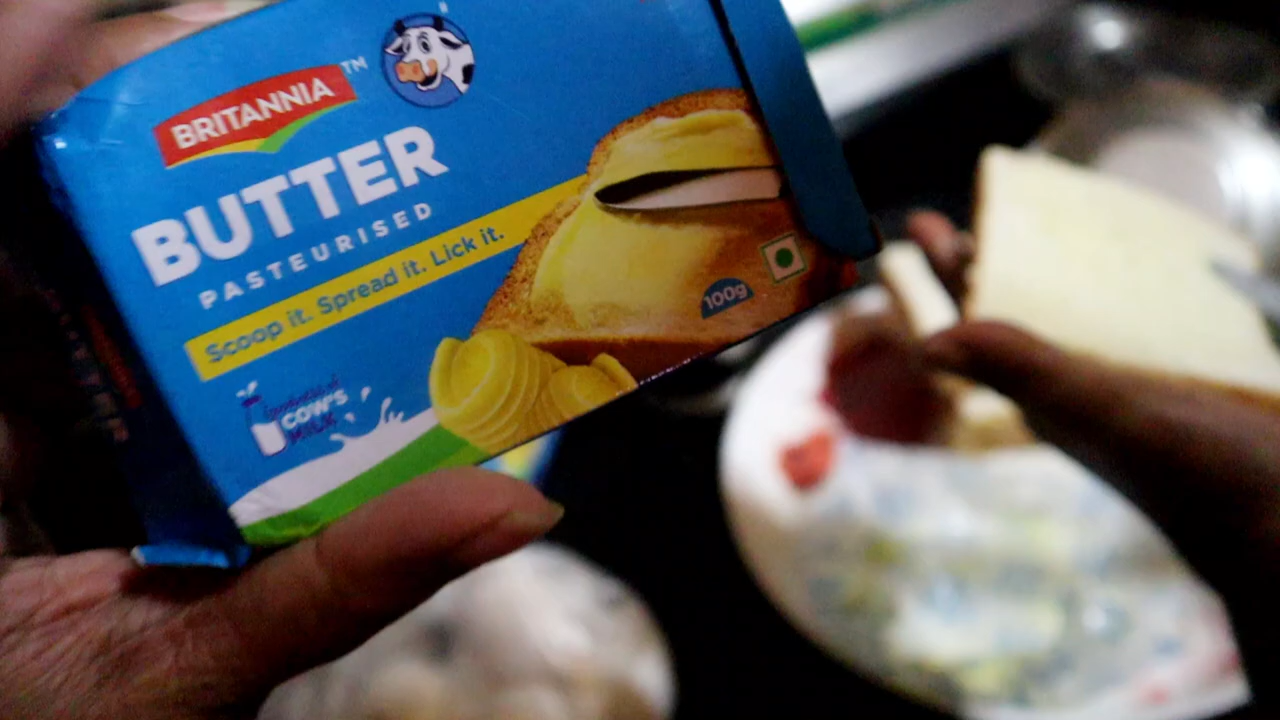 BRITANNIA
TM
BUTTER
PASTEURISED
Scoop it. Spread it. Lick it.
100g
COW'S
MILK